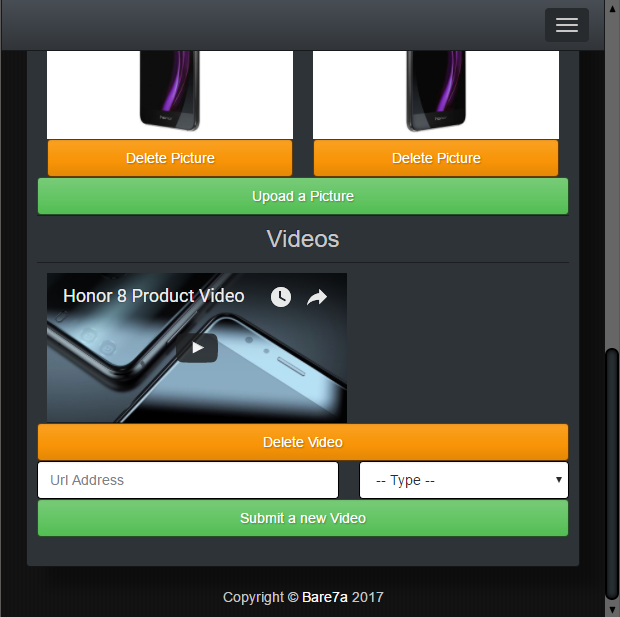 Delete Picture
Delete Picture
Upoad a Picture
Videos
Honor 8 Product Video
Delete Video
Url Address
-- Type --
Submit a new Video
Copyright © Bare7a 2017